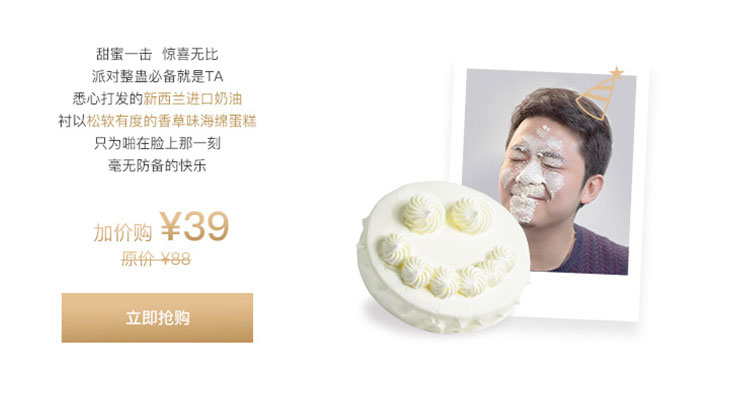 甜蜜一击 惊喜无比
派对整蛊必备就是TA
悉心打发的新西兰进口奶油
衬以松软有度的香草味海绵蛋糕
只为啪在脸上那一刻
毫无防备的快乐
加价购 ¥39
原价 ¥88
立即抢购